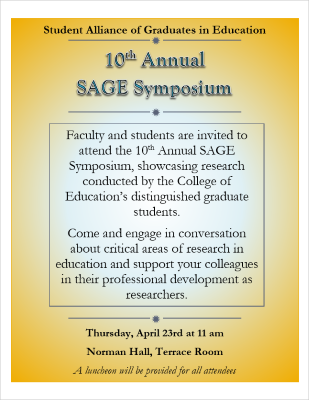 Student Alliance of Graduates in Education
10th Annual
SAGE Symposium
Faculty and students are invited to
attend the 10th Annual SAGE
Symposium, showcasing research
conducted by the College of
Education's distinguished graduate
students.
Come and engage in conversation
about critical areas of research in
education and support your colleagues
in their professional development as
researchers.
Thursday, April 23rd at 11 am
Norman Hall, Terrace Room
A luncheon will be provided for all attendees